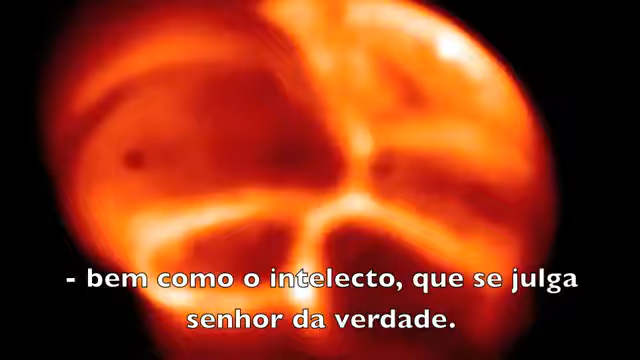 - bem como o intelecto, que se julga
senhor da verdade.